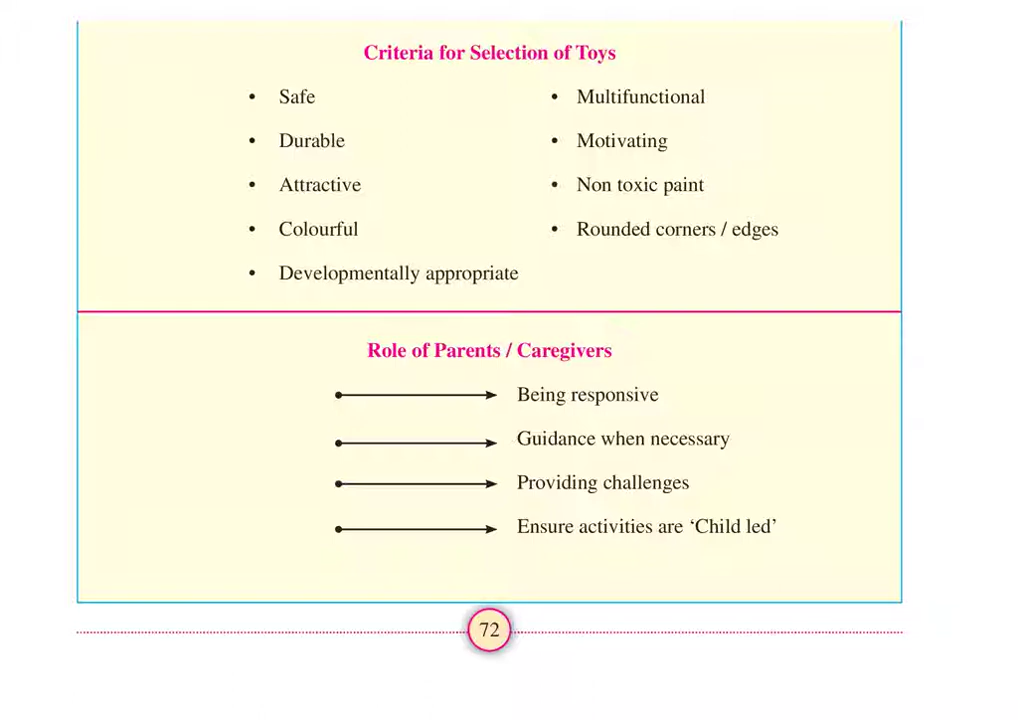 Criteria for Selection of Toys
• Safe
• Durable
• Attractive
• Colourful
• Developmentally appropriate
• Multifunctional
• Motivating
• Non toxic paint
• Rounded corners / edges
Role of Parents / Caregivers
Being responsive
Guidance when necessary
Providing challenges
Ensure activities are ‘Child led’
72